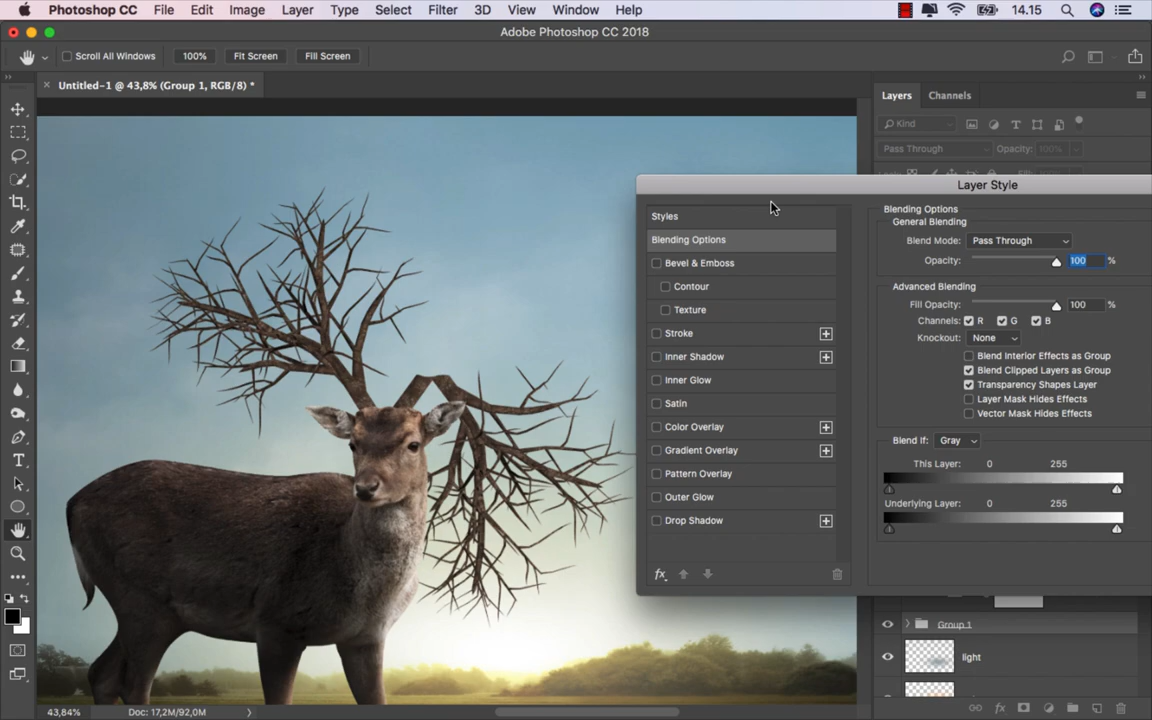 Photoshop CC File Edit Image Layer Type Select Filter 3D View Window Help 14.15
Adobe Photoshop CC 2018
Scroll All Windows 100% Fit Screen Fill Screen
Untitled-1 @ 43,8% (Group 1, RGB/8) *
Layers Channels
Kind
Pass Through Opacity: 100%
Layer Style
Styles
Blending Options
Bevel & Emboss
Contour
Texture
Stroke
Inner Shadow
Inner Glow
Satin
Color Overlay
Gradient Overlay
Pattern Overlay
Outer Glow
Drop Shadow
fx
Blending Options
General Blending
Blend Mode: Pass Through
Opacity: 100 %
Advanced Blending
Fill Opacity: 100 %
Channels: R G B
Knockout: None
Blend Interior Effects as Group
Blend Clipped Layers as Group
Transparency Shapes Layer
Layer Mask Hides Effects
Vector Mask Hides Effects
Blend If: Gray
This Layer: 0 255
Underlying Layer: 0 255
Group 1
light
fx
43,84% Doc: 17,2M/92,0M